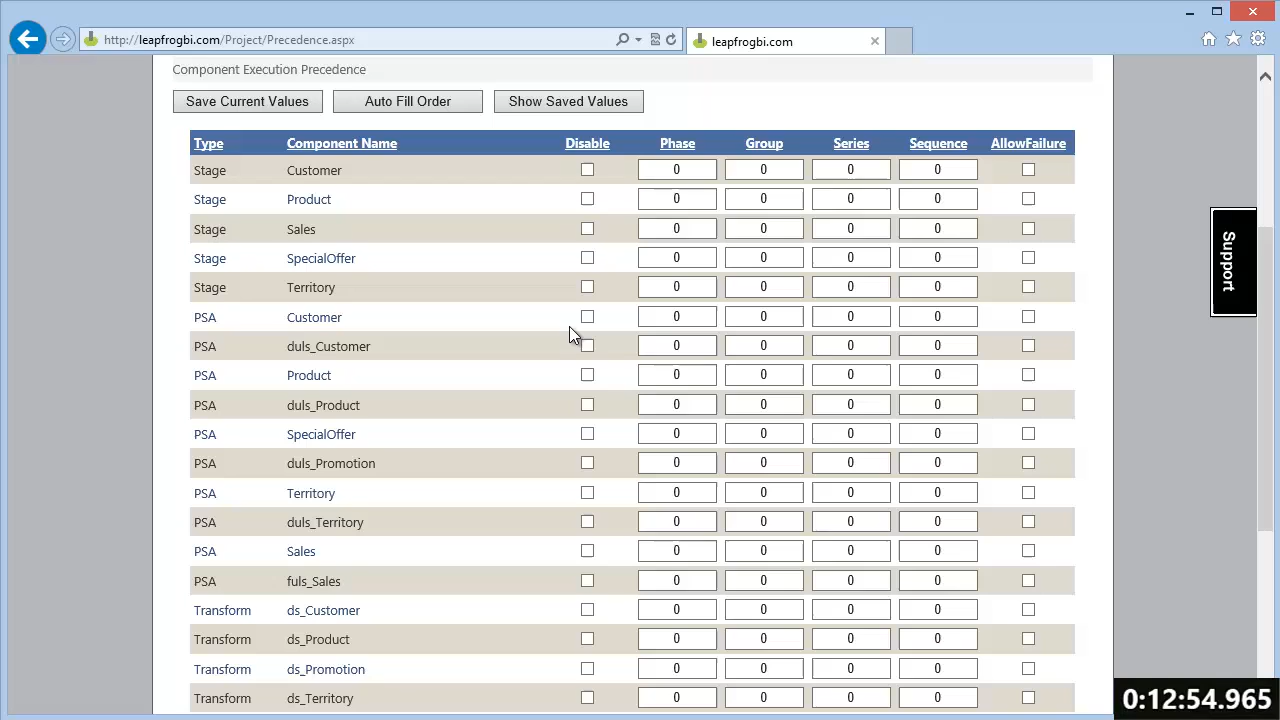 http://leapfrogbi.com/Project/Precedence.aspx
leapfrogbi.com
Component Execution Precedence
Save Current Values Auto Fill Order Show Saved Values
Type Component Name Disable Phase Group Series Sequence AllowFailure
Stage Customer 0 0 0 0
Stage Product 0 0 0 0
Stage Sales 0 0 0 0
Stage SpecialOffer 0 0 0 0
Stage Territory 0 0 0 0
PSA Customer 0 0 0 0
PSA duls_Customer 0 0 0 0
PSA Product 0 0 0 0
PSA duls_Product 0 0 0 0
PSA SpecialOffer 0 0 0 0
PSA duls_Promotion 0 0 0 0
PSA Territory 0 0 0 0
PSA duls_Territory 0 0 0 0
PSA Sales 0 0 0 0
PSA fuls_Sales 0 0 0 0
Transform ds_Customer 0 0 0 0
Transform ds_Product 0 0 0 0
Transform ds_Promotion 0 0 0 0
Transform ds_Territory 0 0 0 0
Support
0:12:54.965